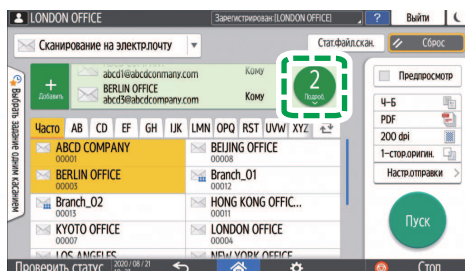 LONDON OFFICE
Зарегистрирован:[LONDON OFFICE]
?
Выйти
Сканирование на электр.почту
Стат.файл.скан.
Сброс
Выбрать задание одним касанием
+
Добавить
abcd1@abcdconmany.com
Кому
BERLIN OFFICE
abcd3@abcdcompany.com
Кому
2
Подроб.
Предпросмотр
Ч-Б
PDF
200 dpi
1-стор.оригин.
Настр.отправки
Пуск
Часто
AB
CD
EF
GH
IJK
LMN
OPQ
RST
UVW
XYZ
ABCD COMPANY
00001
BEIJING OFFICE
00008
BERLIN OFFICE
00003
Branch_01
00012
Branch_02
00013
HONG KONG OFFIC...
00011
KYOTO OFFICE
00007
LONDON OFFICE
00004
LOS ANGELES
NEW YORK OFFICE
Проверить статус
2020/08/21
Стоп